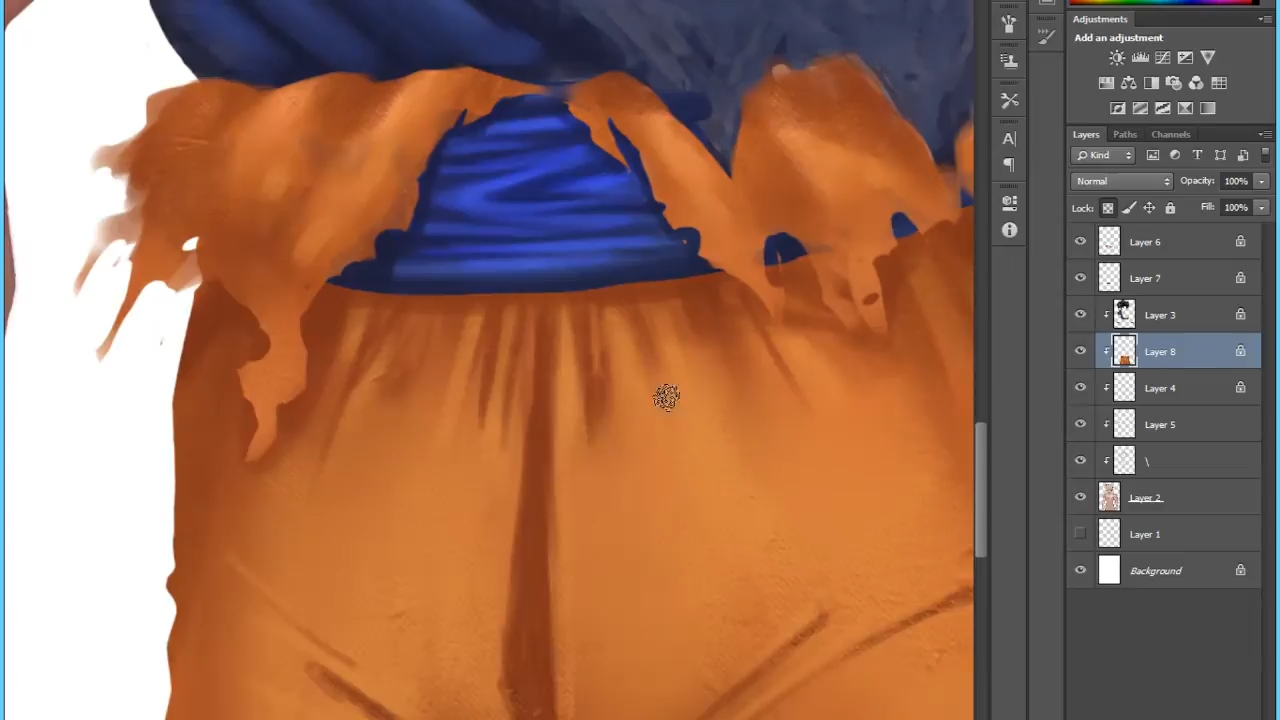 Adjustments
Add an adjustment
Layers Paths Channels
Kind
Normal Opacity: 100%
Lock: Fill: 100%
Layer 6
Layer 7
Layer 3
Layer 8
Layer 4
Layer 5
\
Layer 2
Layer 1
Background